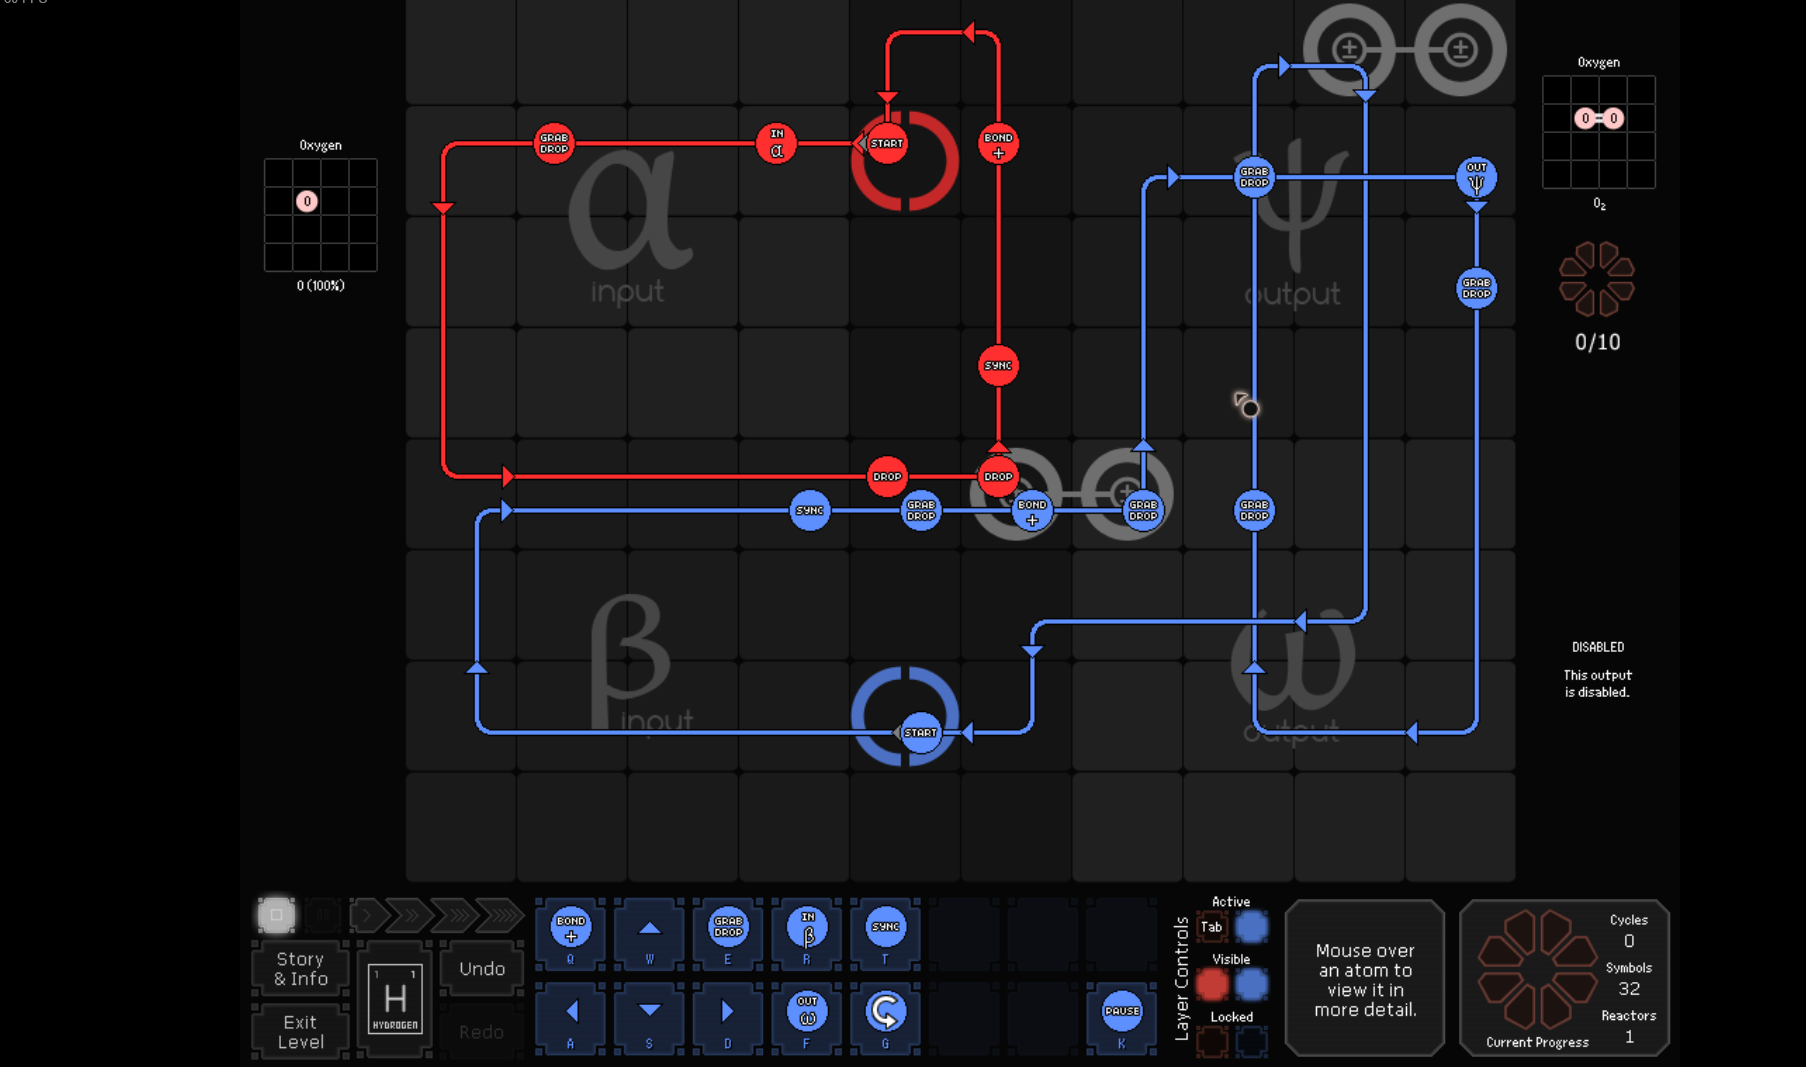 Oxygen
O (100%)
GRAB
DROP
IN
α
START
BOND
+
α
input
SYNC
DROP
DROP
SYNC
GRAB
DROP
BOND
+
GRAB
DROP
GRAB
DROP
β
input
START
GRAB
DROP
OUT
ψ
ψ
output
GRAB
DROP
ω
output
Oxygen
O=O
O₂
0/10
DISABLED
This output
is disabled.
Story
& Info
Exit
Level
1 1
H
HYDROGEN
Undo
Redo
BOND
+
Q
W
GRAB
DROP
E
IN
β
R
SYNC
T
A
S
D
OUT
ω
F
G
PAUSE
K
Layer Controls
Active
Tab
Visible
Locked
Mouse over
an atom to
view it in
more detail.
Cycles
0
Symbols
32
Reactors
1
Current Progress